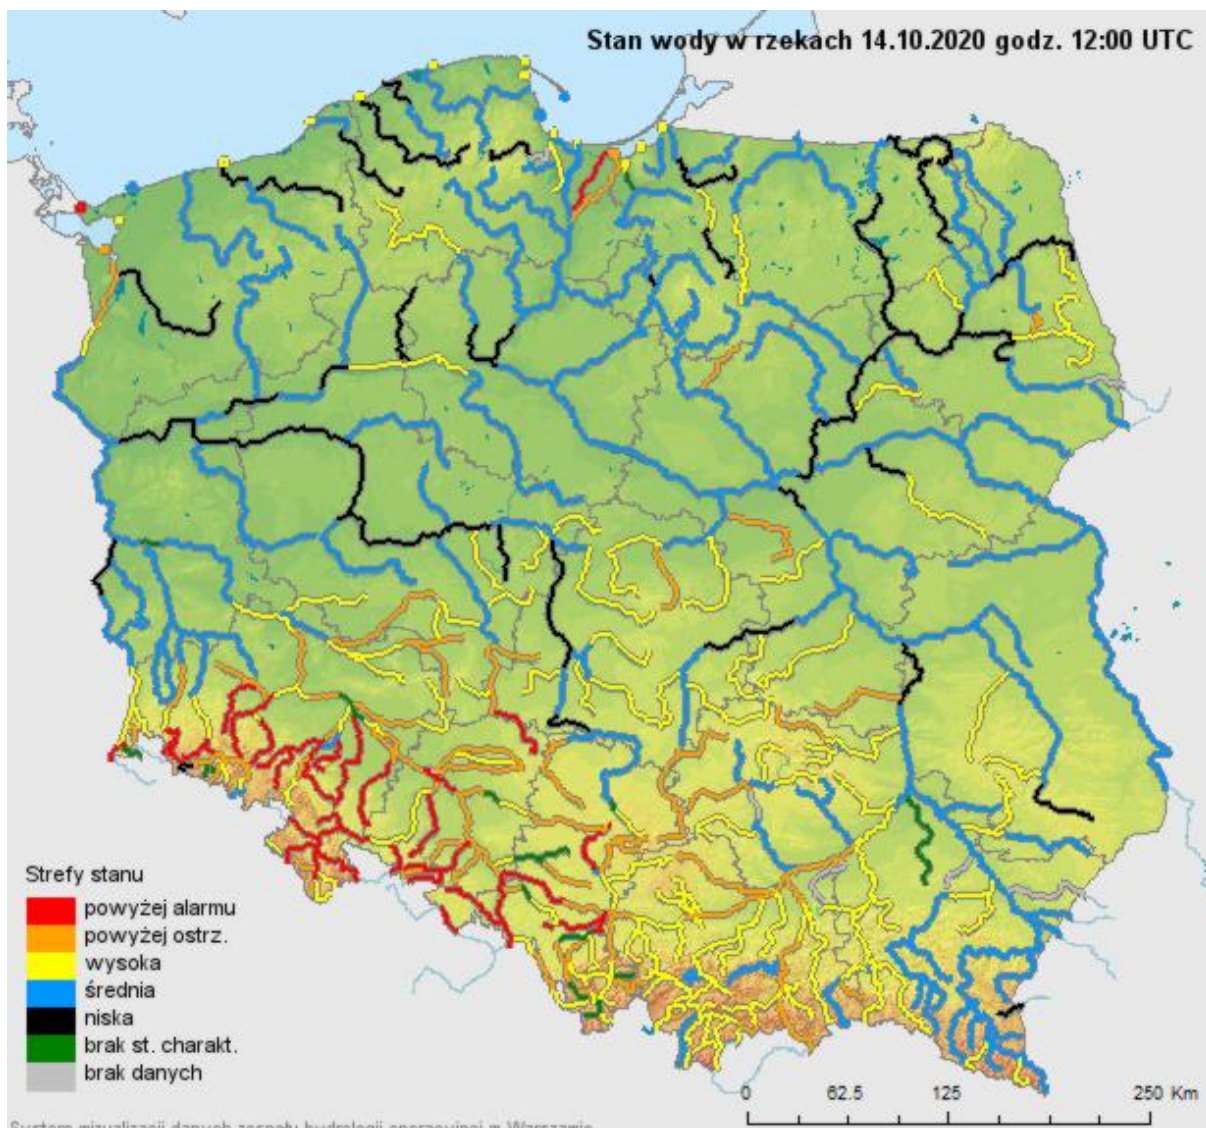 Stan wody w rzekach 14.10.2020 godz. 12:00 UTC
Strefy stanu
powyżej alarmu
powyżej ostrz.
wysoka
średnia
niska
brak st. charakt.
brak danych
0 62.5 125 250 Km